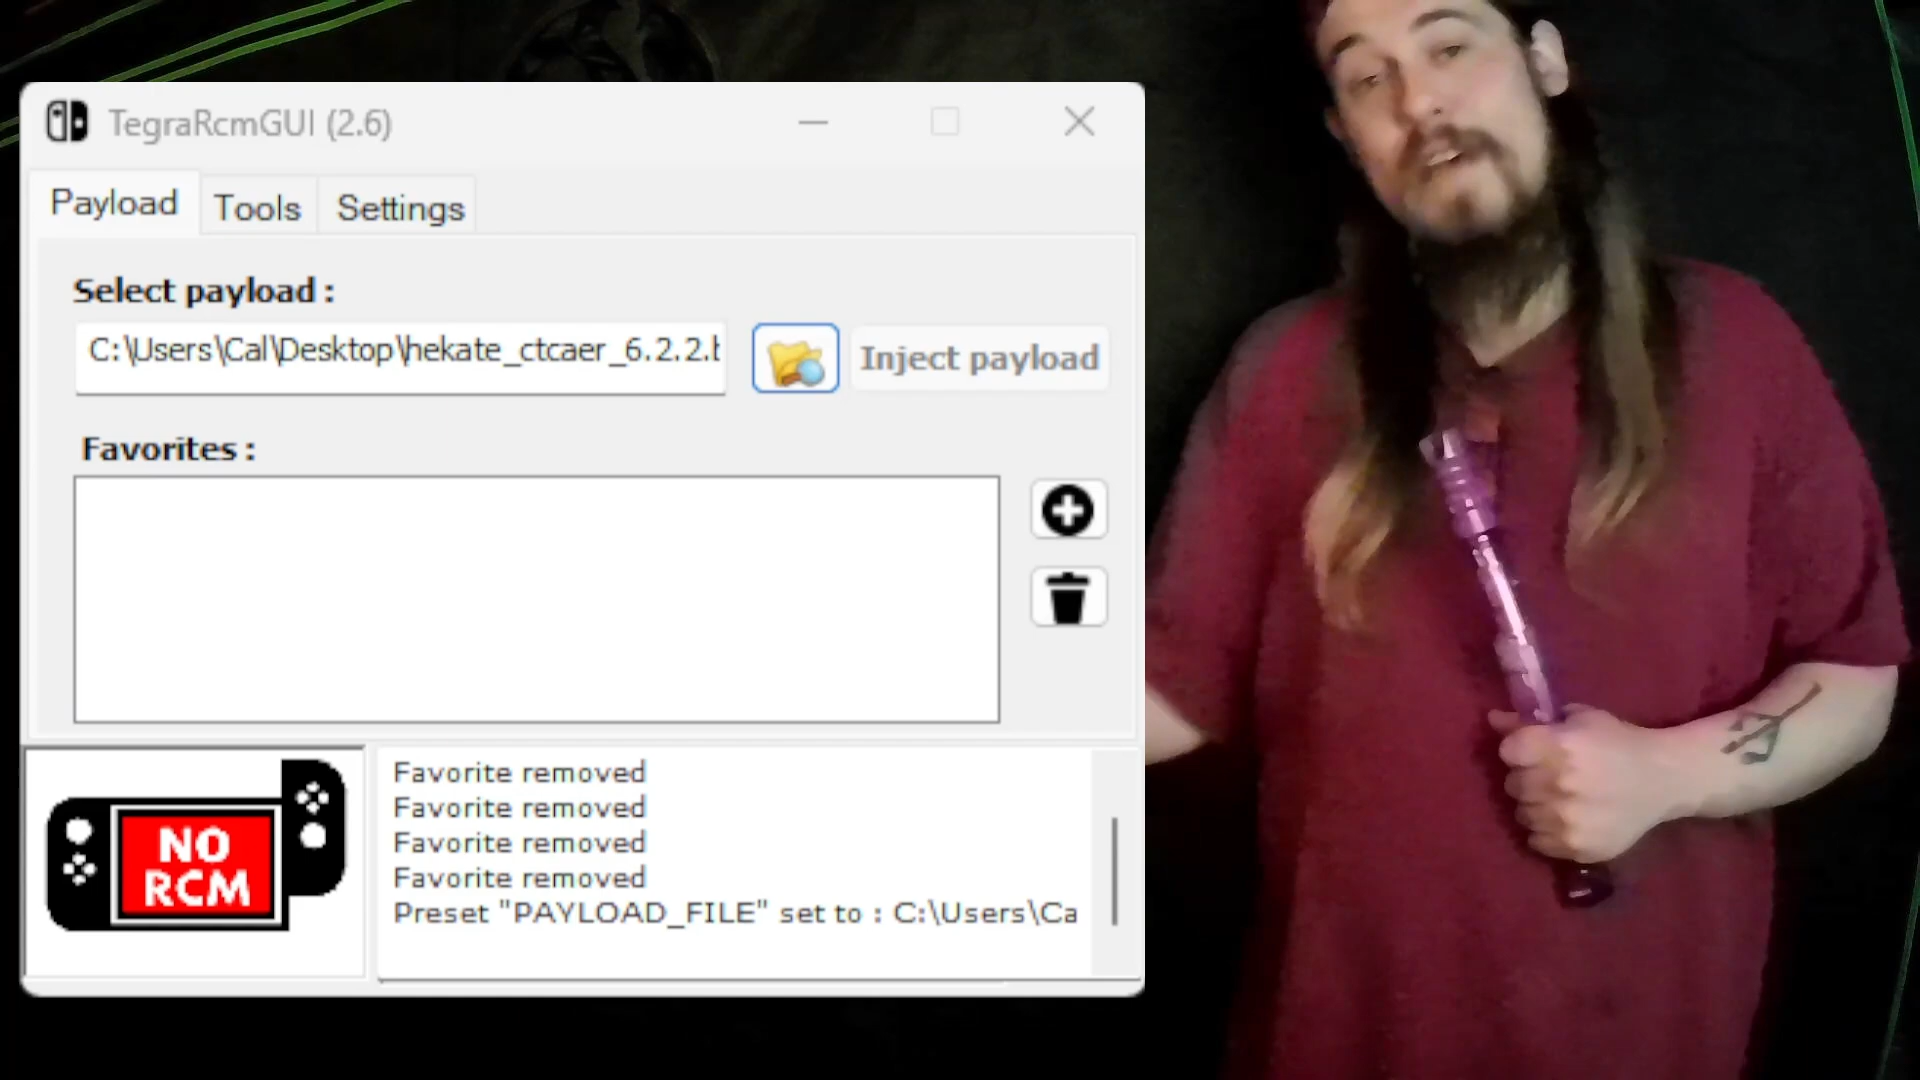 TegraRcmGUI (2.6)
Payload
Tools
Settings
Select payload :
C:\Users\Cal\Desktop\hekate_ctcaer_6.2.2.b
Inject payload
Favorites :
NO
RCM
Favorite removed
Favorite removed
Favorite removed
Favorite removed
Preset "PAYLOAD_FILE" set to : C:\Users\Ca